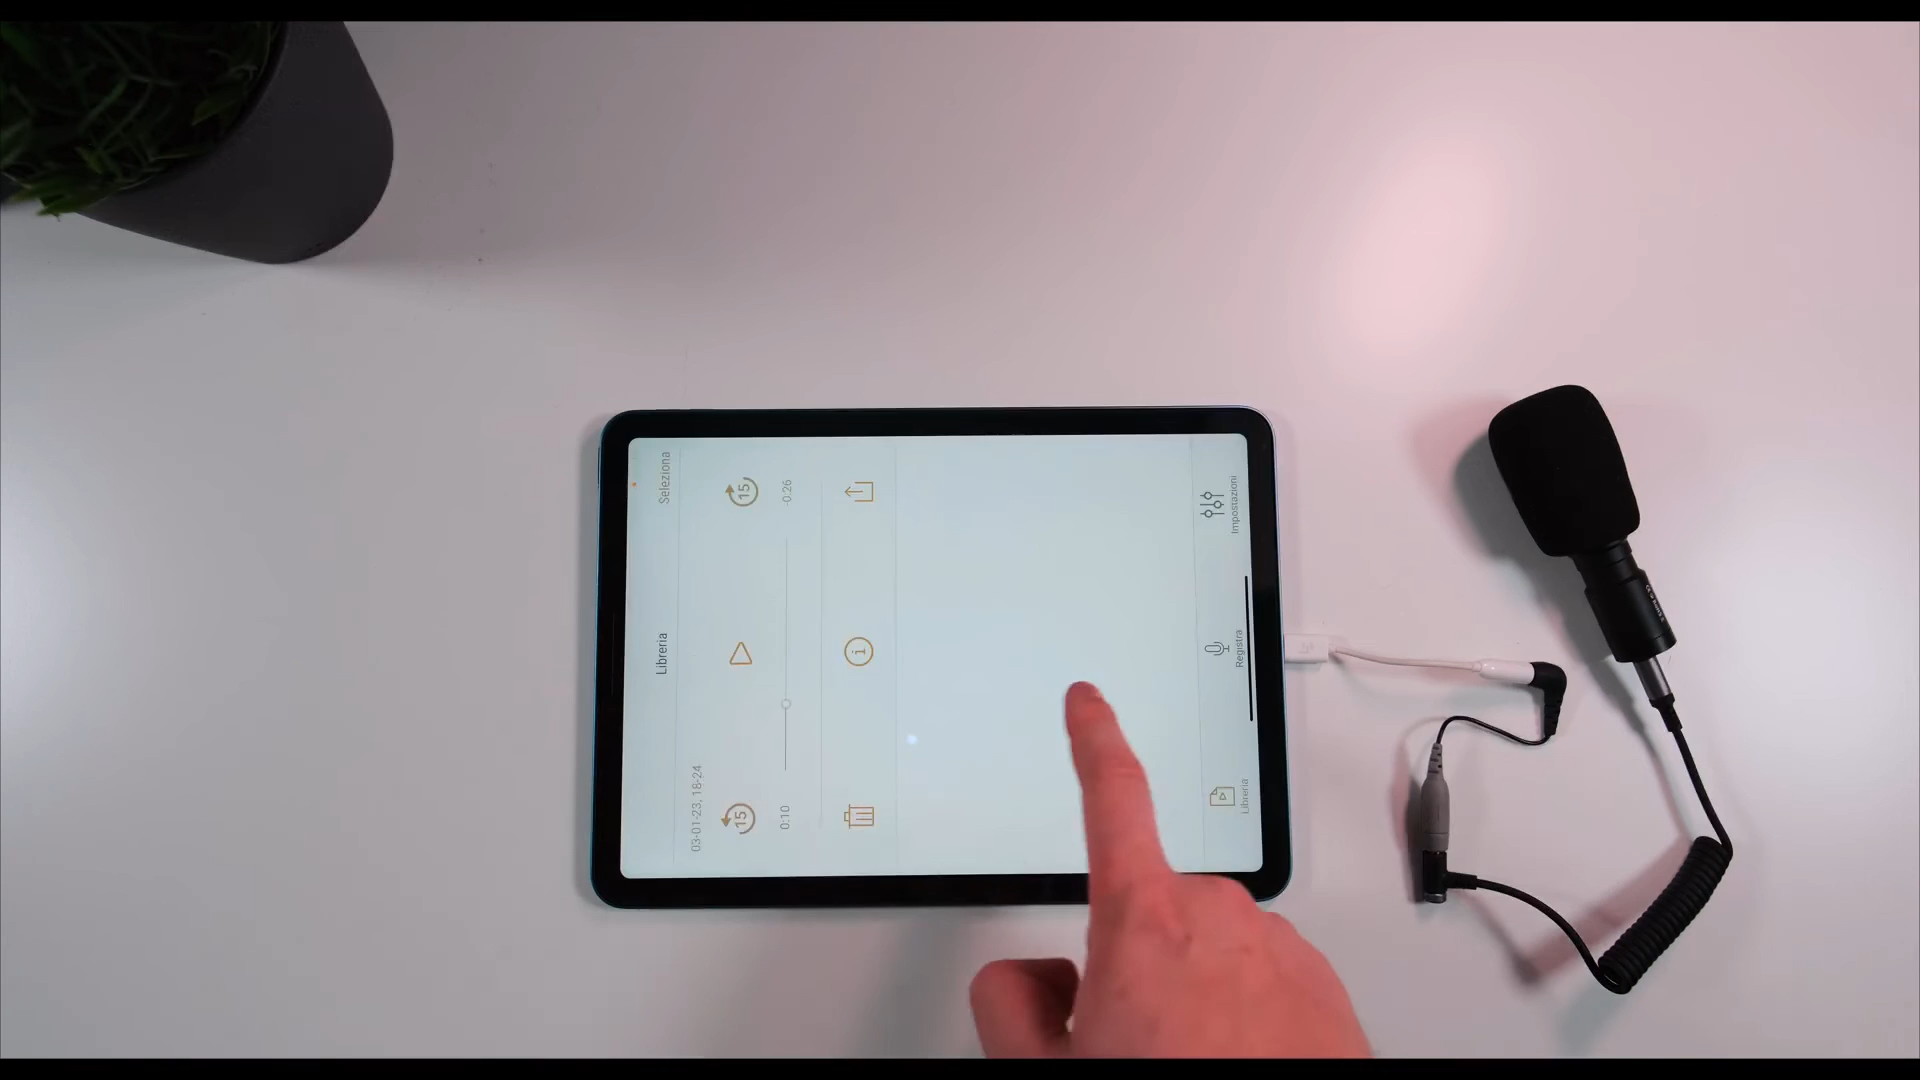 Libreria
Seleziona
03-01-23, 18-24
15
15
0:10
-0:26
Libreria
Registra
Impostazioni